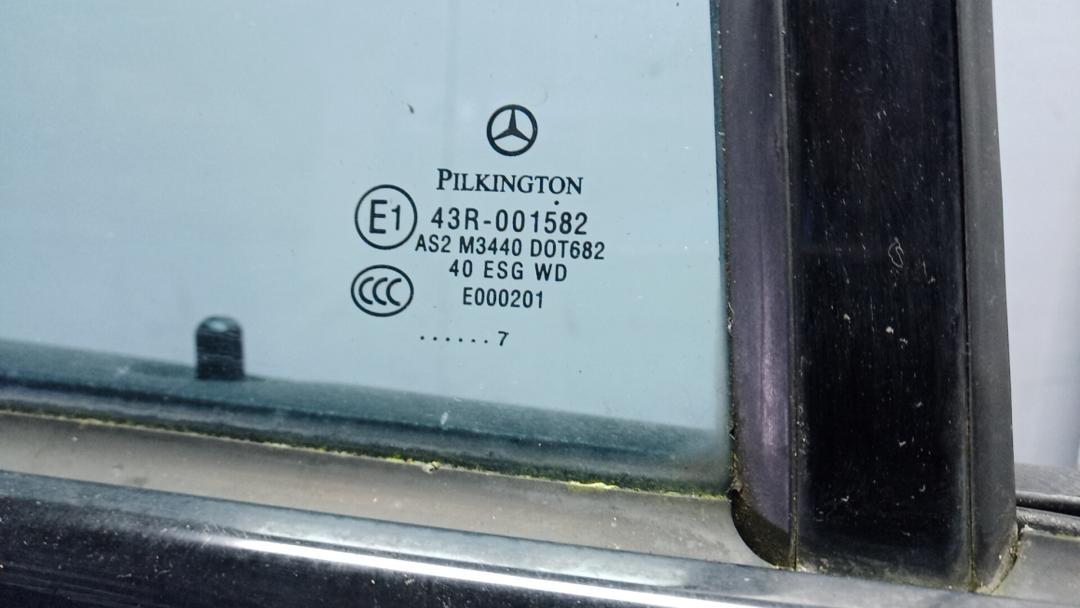 PILKINGTON
E1 43R-001582
AS2 M3440 DOT682
40 ESG WD
CCC E000201
. . . . . . 7